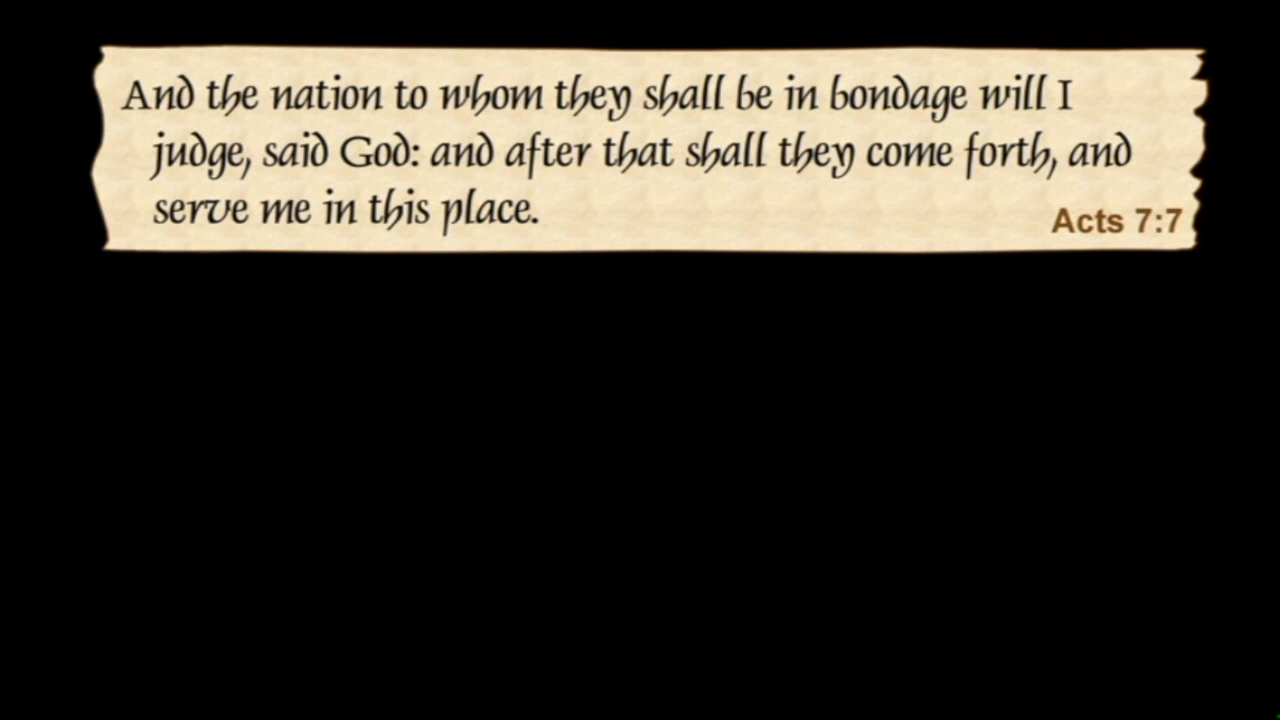 And the nation to whom they shall be in bondage will I
judge, said God: and after that shall they come forth, and
serve me in this place.
Acts 7:7